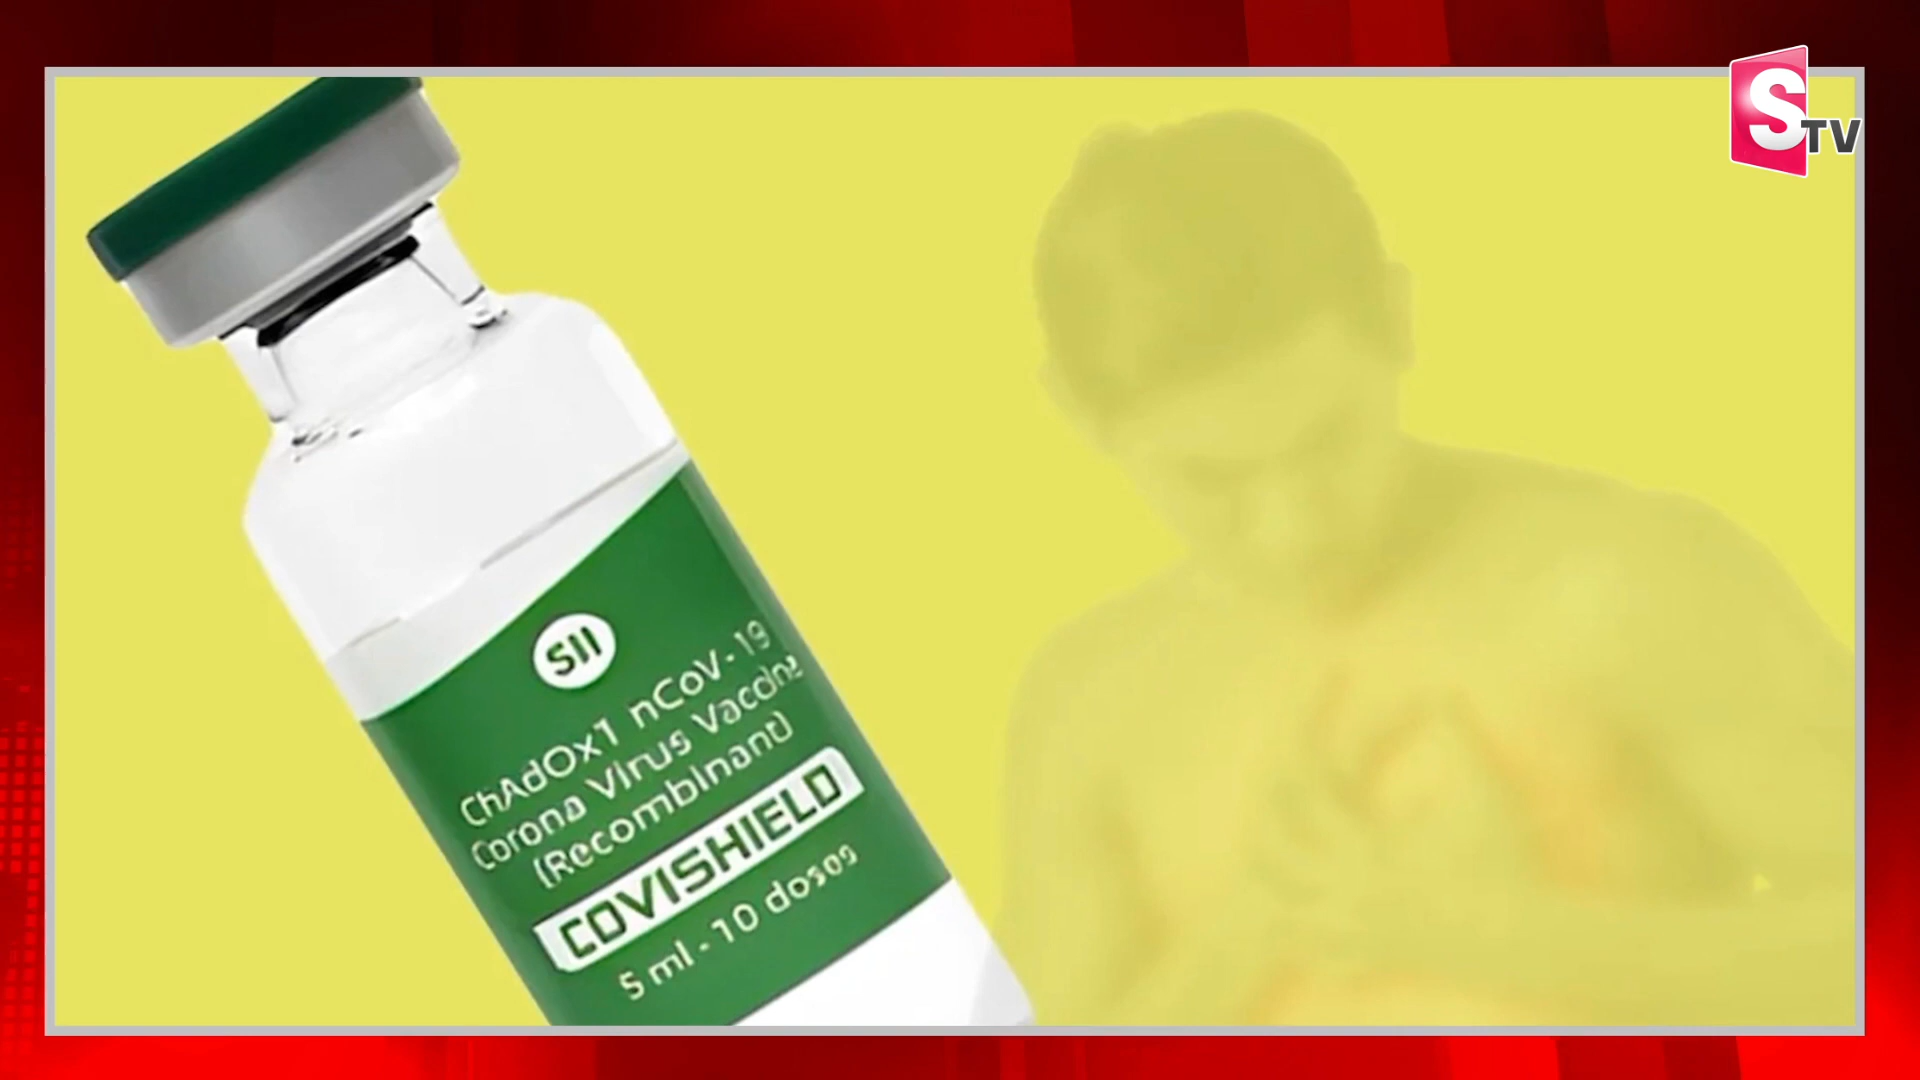 STV
SII
ChAdOx1 nCoV-19
Corona Virus Vaccine
(Recombinant)
COVISHIELD
5 ml - 10 doses